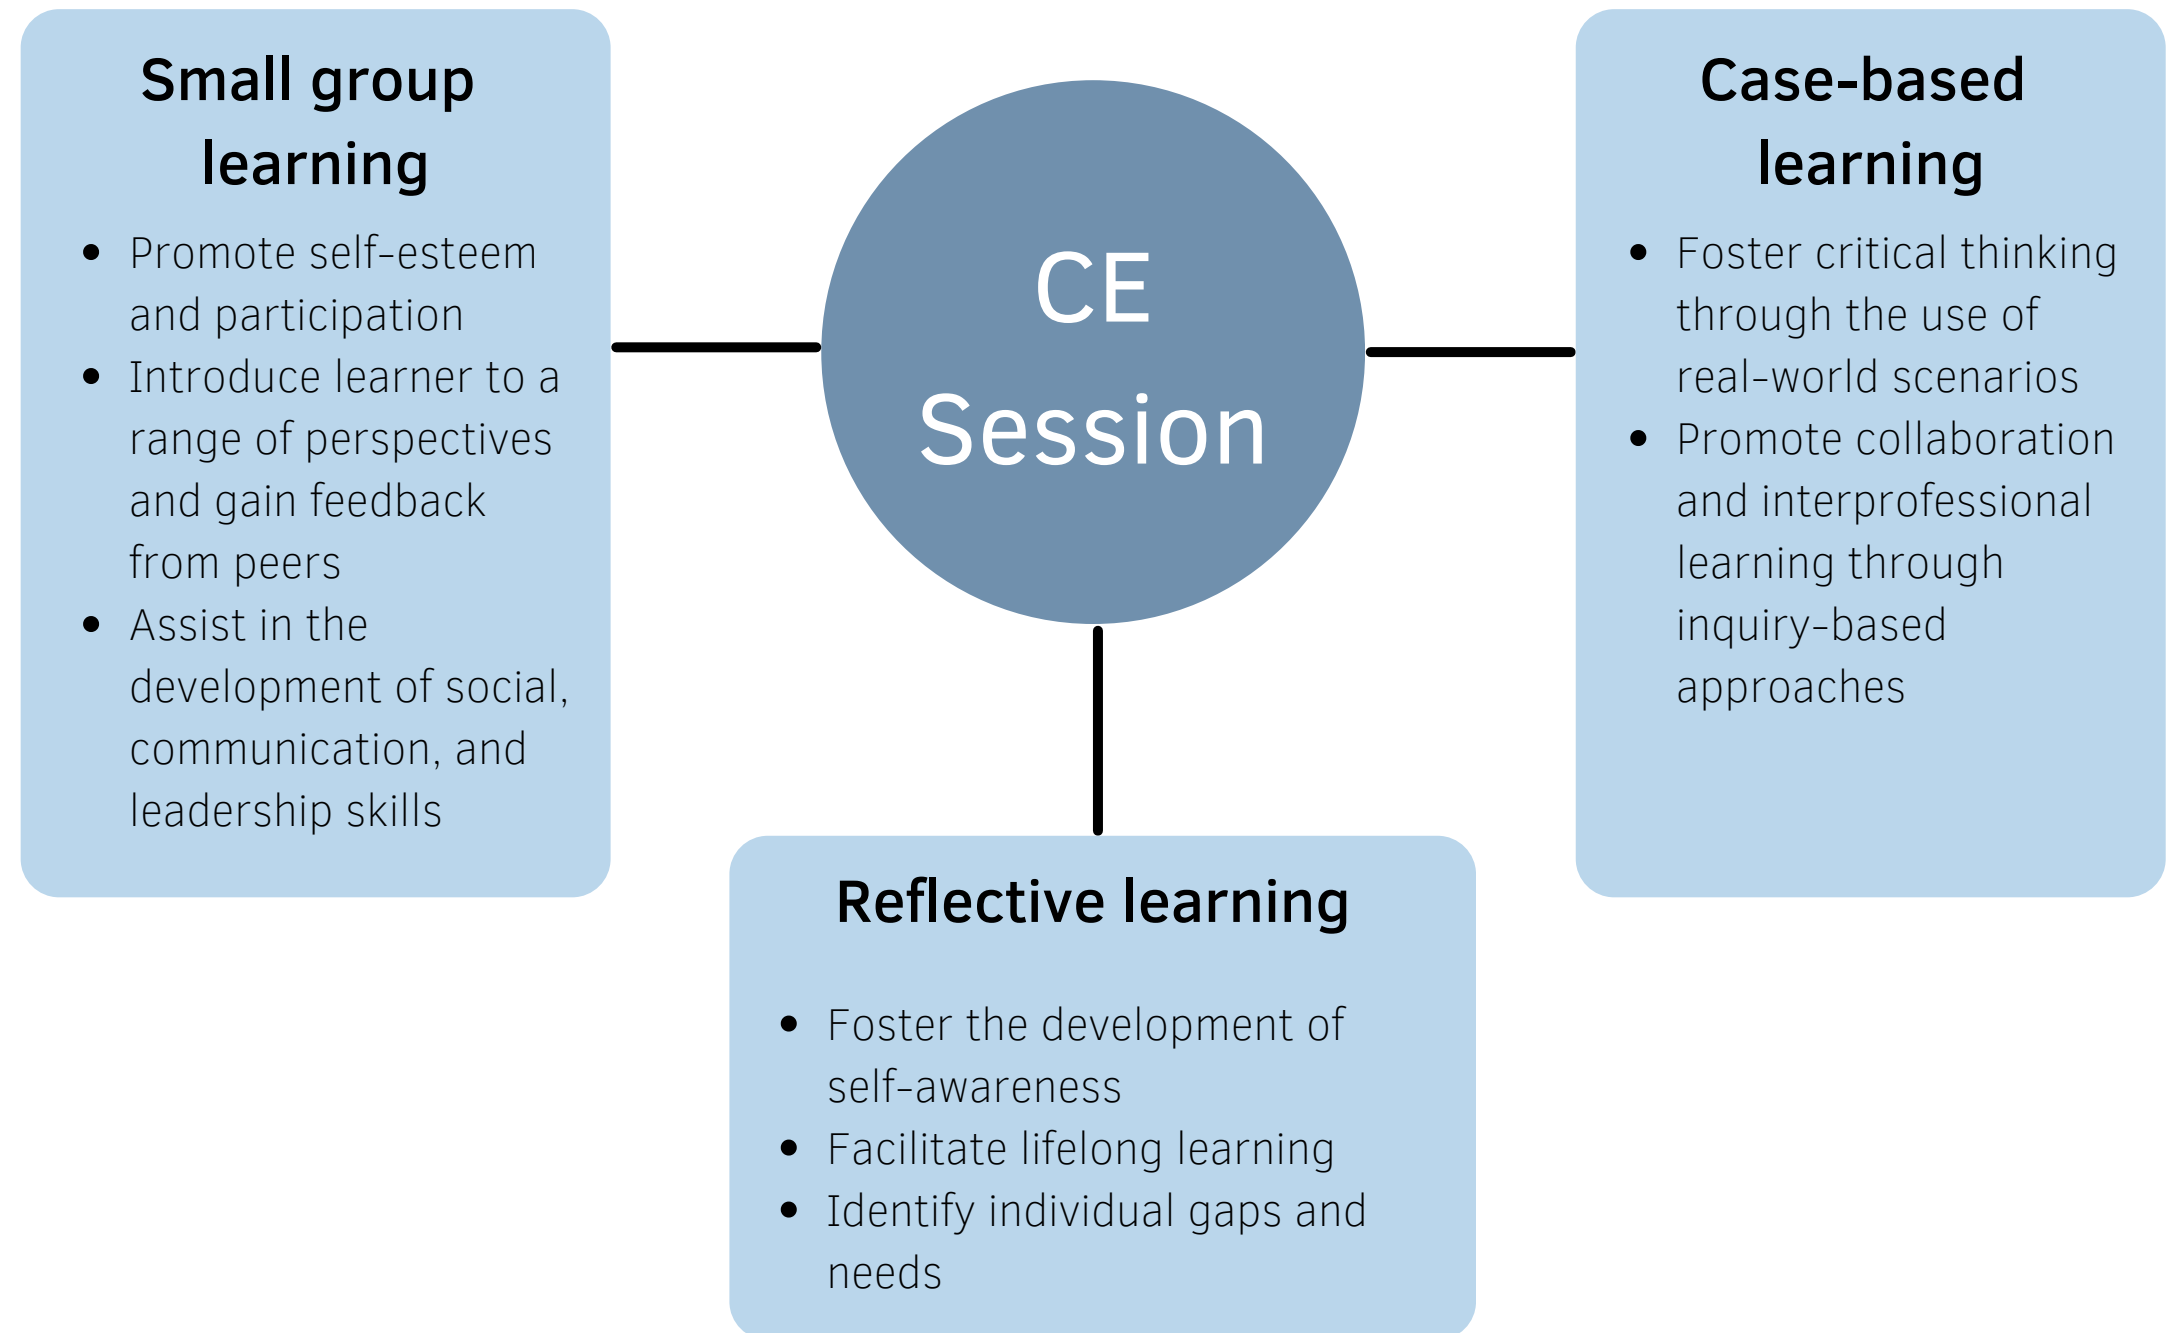 Small group
learning
• Promote self-esteem
and participation
• Introduce learner to a
range of perspectives
and gain feedback
from peers
• Assist in the
development of social,
communication, and
leadership skills
CE
Session
Case-based
learning
• Foster critical thinking
through the use of
real-world scenarios
• Promote collaboration
and interprofessional
learning through
inquiry-based
approaches
Reflective learning
• Foster the development of
self-awareness
• Facilitate lifelong learning
• Identify individual gaps and
needs